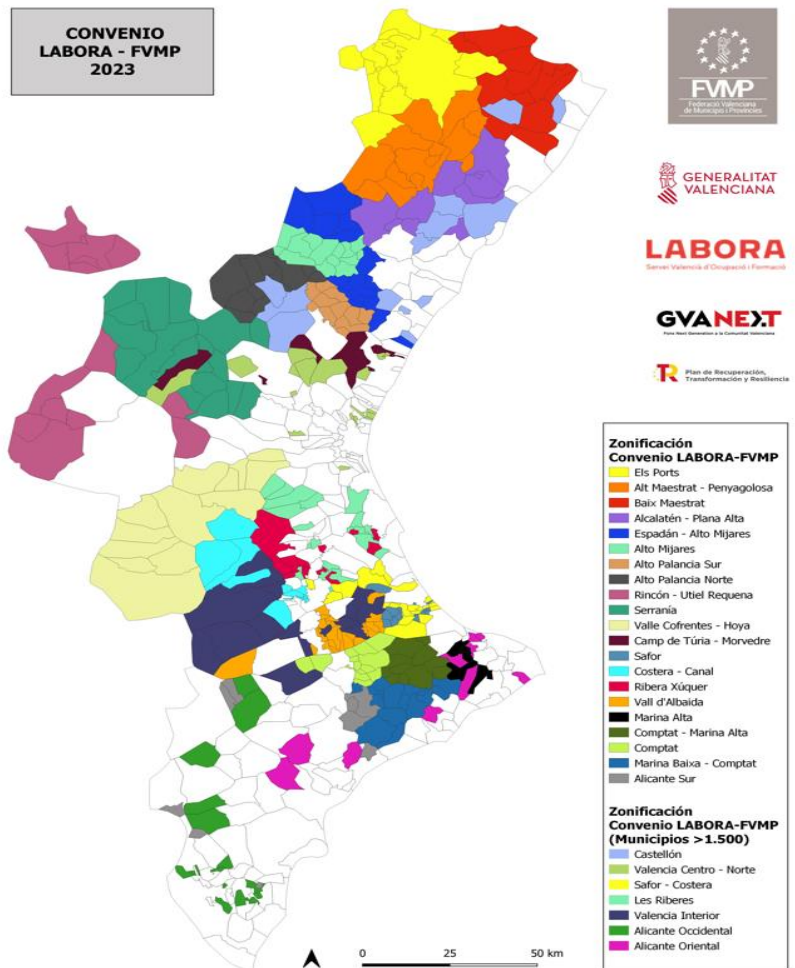 CONVENIO
LABORA - FVMP
2023
FVMP
Federació Valenciana
de Municipis i Províncies
GENERALITAT
VALENCIANA
LABORA
Servei Valencià d'Ocupació i Formació
GVANEXT
Fons Next Generation a la Comunitat Valenciana
Plan de Recuperación,
Transformación y Resiliencia
Zonificación
Convenio LABORA-FVMP
Els Ports
Alt Maestrat - Penyagolosa
Baix Maestrat
Alcalatén - Plana Alta
Espadán - Alto Mijares
Alto Mijares
Alto Palancia Sur
Alto Palancia Norte
Rincón - Utiel Requena
Serranía
Valle Cofrentes - Hoya
Camp de Túria - Morvedre
Safor
Costera - Canal
Ribera Xúquer
Vall d'Albaida
Marina Alta
Comptat - Marina Alta
Comptat
Marina Baixa - Comptat
Alicante Sur
Zonificación
Convenio LABORA-FVMP
(Municipios >1.500)
Castellón
Valencia Centro - Norte
Safor - Costera
Les Riberes
Valencia Interior
Alicante Occidental
Alicante Oriental
0 25 50 km